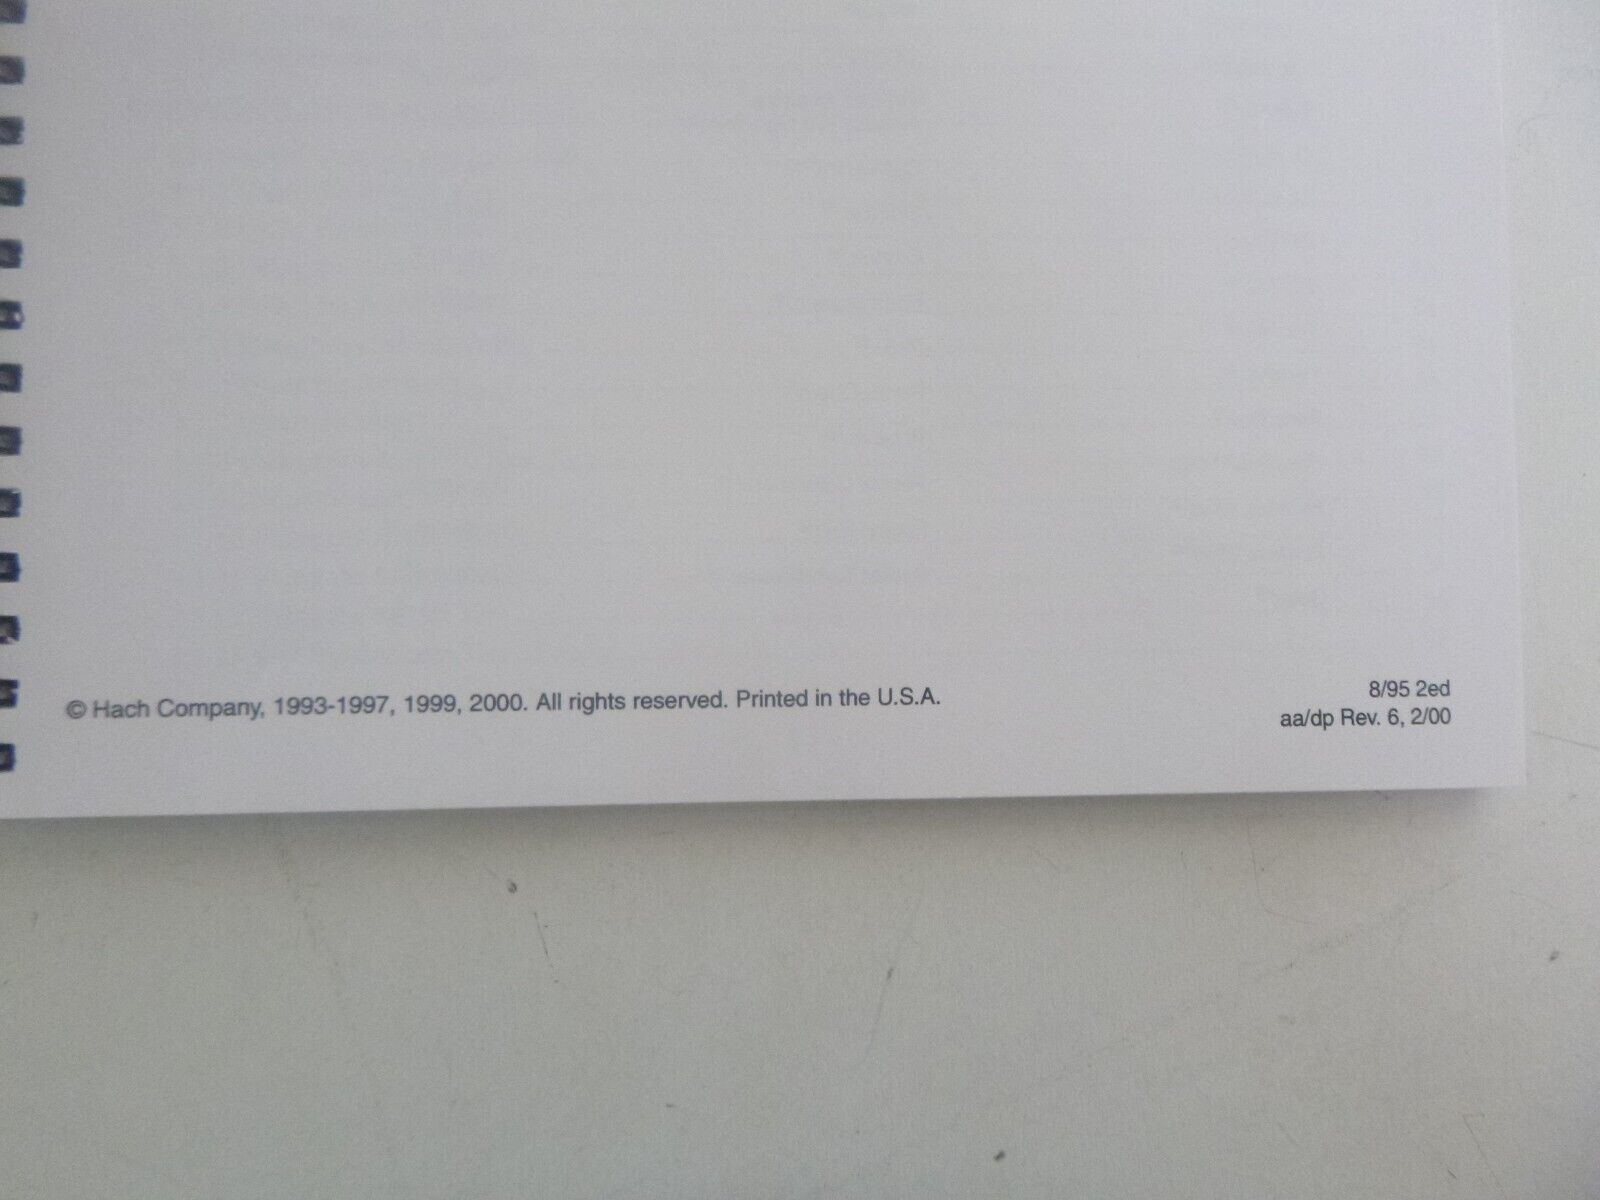 © Hach Company, 1993-1997, 1999, 2000. All rights reserved. Printed in the U.S.A.
8/95 2ed
aa/dp Rev. 6, 2/00